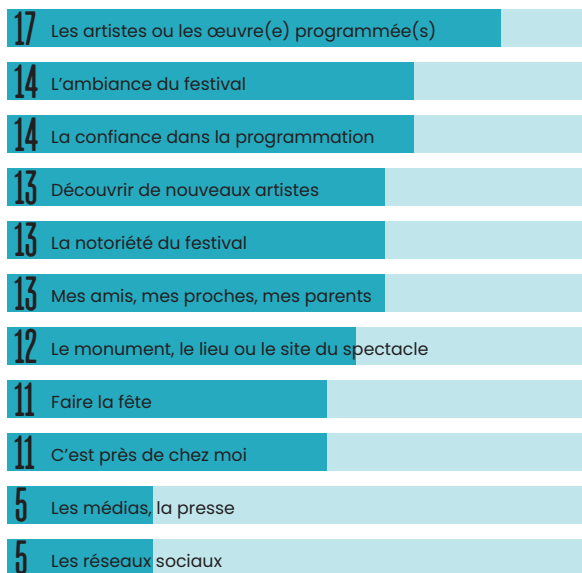 17 Les artistes ou les œuvre(e) programmée(s)
14 L'ambiance du festival
14 La confiance dans la programmation
13 Découvrir de nouveaux artistes
13 La notoriété du festival
13 Mes amis, mes proches, mes parents
12 Le monument, le lieu ou le site du spectacle
11 Faire la fête
11 C'est près de chez moi
5 Les médias, la presse
5 Les réseaux sociaux